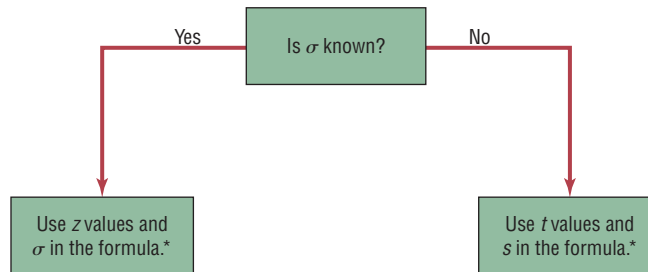 Is σ known?
Yes
No
Use z values and
σ in the formula.*
Use t values and
s in the formula.*